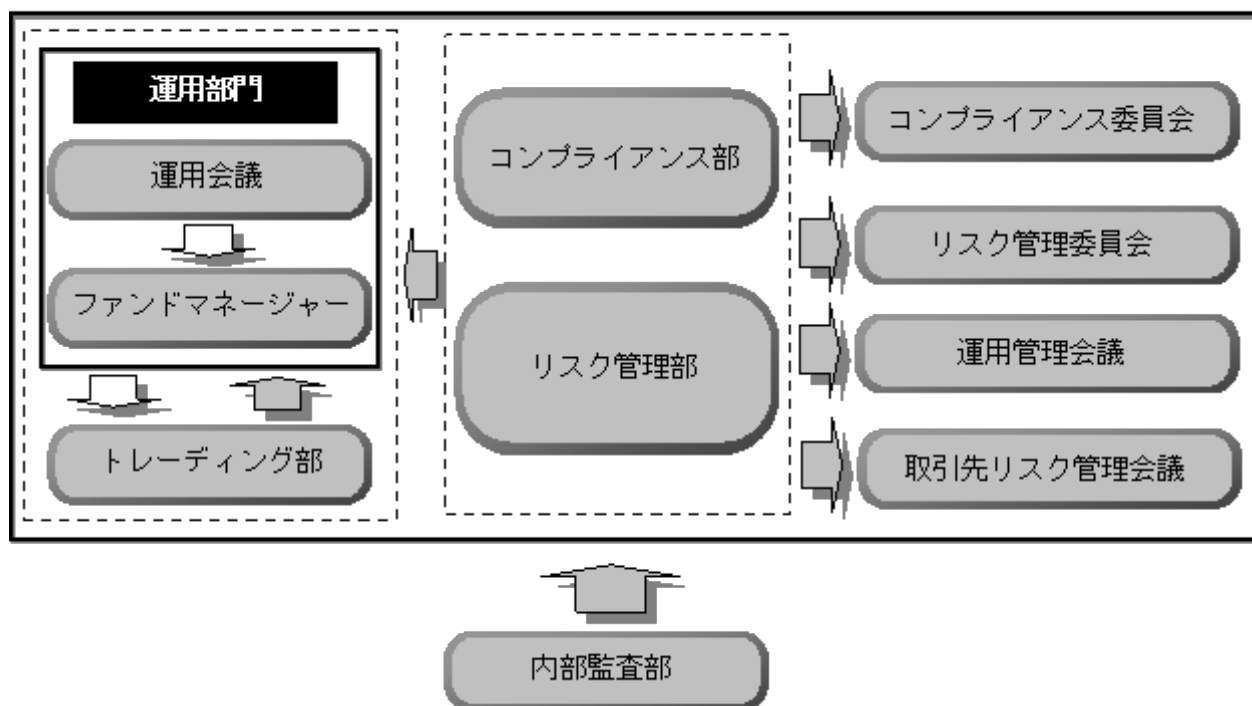 運用部門
運用会議
ファンドマネージャー
トレーディング部
コンプライアンス部
リスク管理部
コンプライアンス委員会
リスク管理委員会
運用管理会議
取引先リスク管理会議
内部監査部